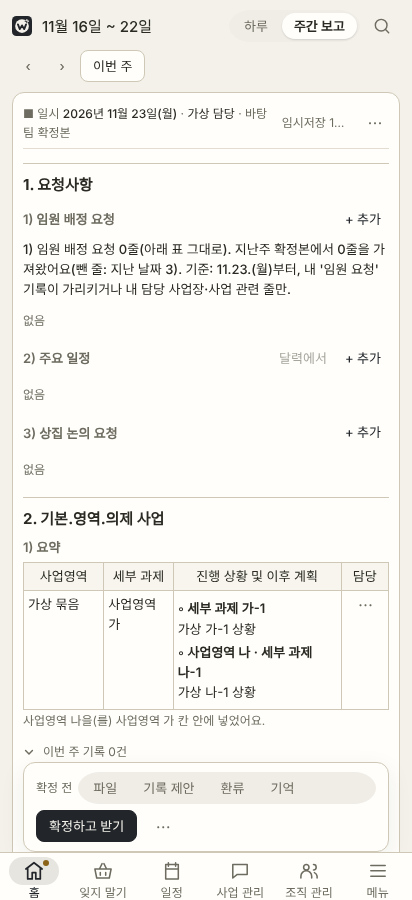 11월 16일 ~ 22일
하루
주간 보고
이번 주
■ 일시 2026년 11월 23일(월) · 가상 담당 · 바탕
팀 확정본
임시저장 1...
1. 요청사항
1) 임원 배정 요청
+ 추가
1) 임원 배정 요청 0줄(아래 표 그대로). 지난주 확정본에서 0줄을 가
져왔어요(뺀 줄: 지난 날짜 3). 기준: 11.23.(월)부터, 내 '임원 요청'
기록이 가리키거나 내 담당 사업장·사업 관련 줄만.
없음
2) 주요 일정
달력에서
+ 추가
없음
3) 상집 논의 요청
+ 추가
없음
2. 기본.영역.의제 사업
1) 요약
사업영역
세부 과제
진행 상황 및 이후 계획
담당
가상 묶음
사업영역
가
∘ 세부 과제 가-1
가상 가-1 상황
∘ 사업영역 나 · 세부 과제
나-1
가상 나-1 상황
사업영역 나을(를) 사업영역 가 칸 안에 넣었어요.
이번 주 기록 0건
확정 전
파일
기록 제안
환류
기억
확정하고 받기
홈
잊지 말기
일정
사업 관리
조직 관리
메뉴